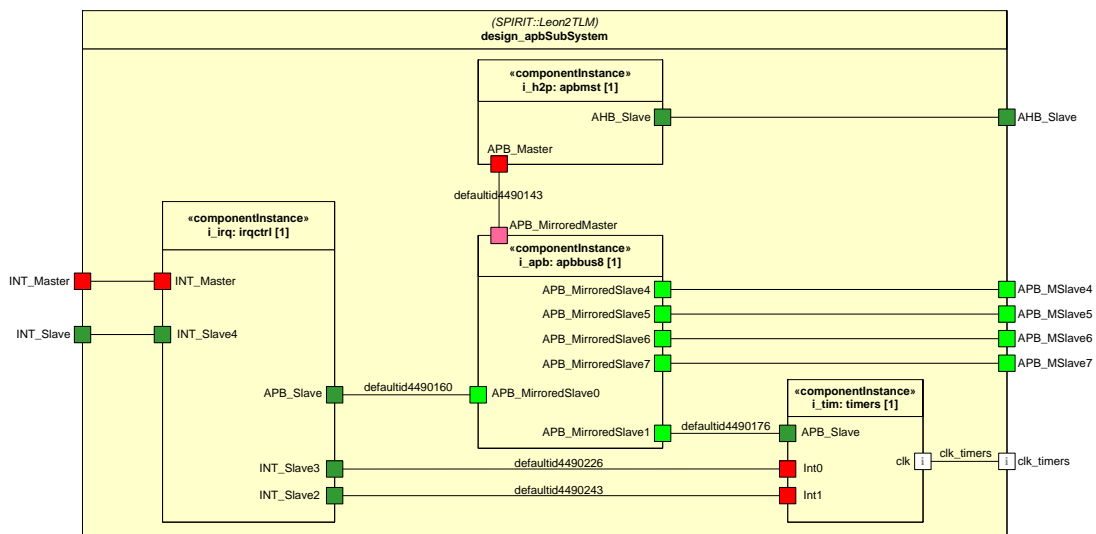 (SPIRIT::Leon2TLM)
design_apbSubSystem
«componentInstance»
i_h2p: apbmst [1]
AHB_Slave
AHB_Slave
APB_Master
defaultid4490143
«componentInstance»
i_irq: irqctrl [1]
APB_MirroredMaster
«componentInstance»
i_apb: apbbus8 [1]
INT_Master
INT_Master
APB_MirroredSlave4
APB_MSlave4
APB_MirroredSlave5
APB_MSlave5
INT_Slave
INT_Slave4
APB_MirroredSlave6
APB_MSlave6
APB_MirroredSlave7
APB_MSlave7
APB_Slave
defaultid4490160
APB_MirroredSlave0
«componentInstance»
i_tim: timers [1]
APB_MirroredSlave1
defaultid4490176
APB_Slave
clk
i
clk_timers
i
clk_timers
INT_Slave3
defaultid4490226
Int0
INT_Slave2
defaultid4490243
Int1